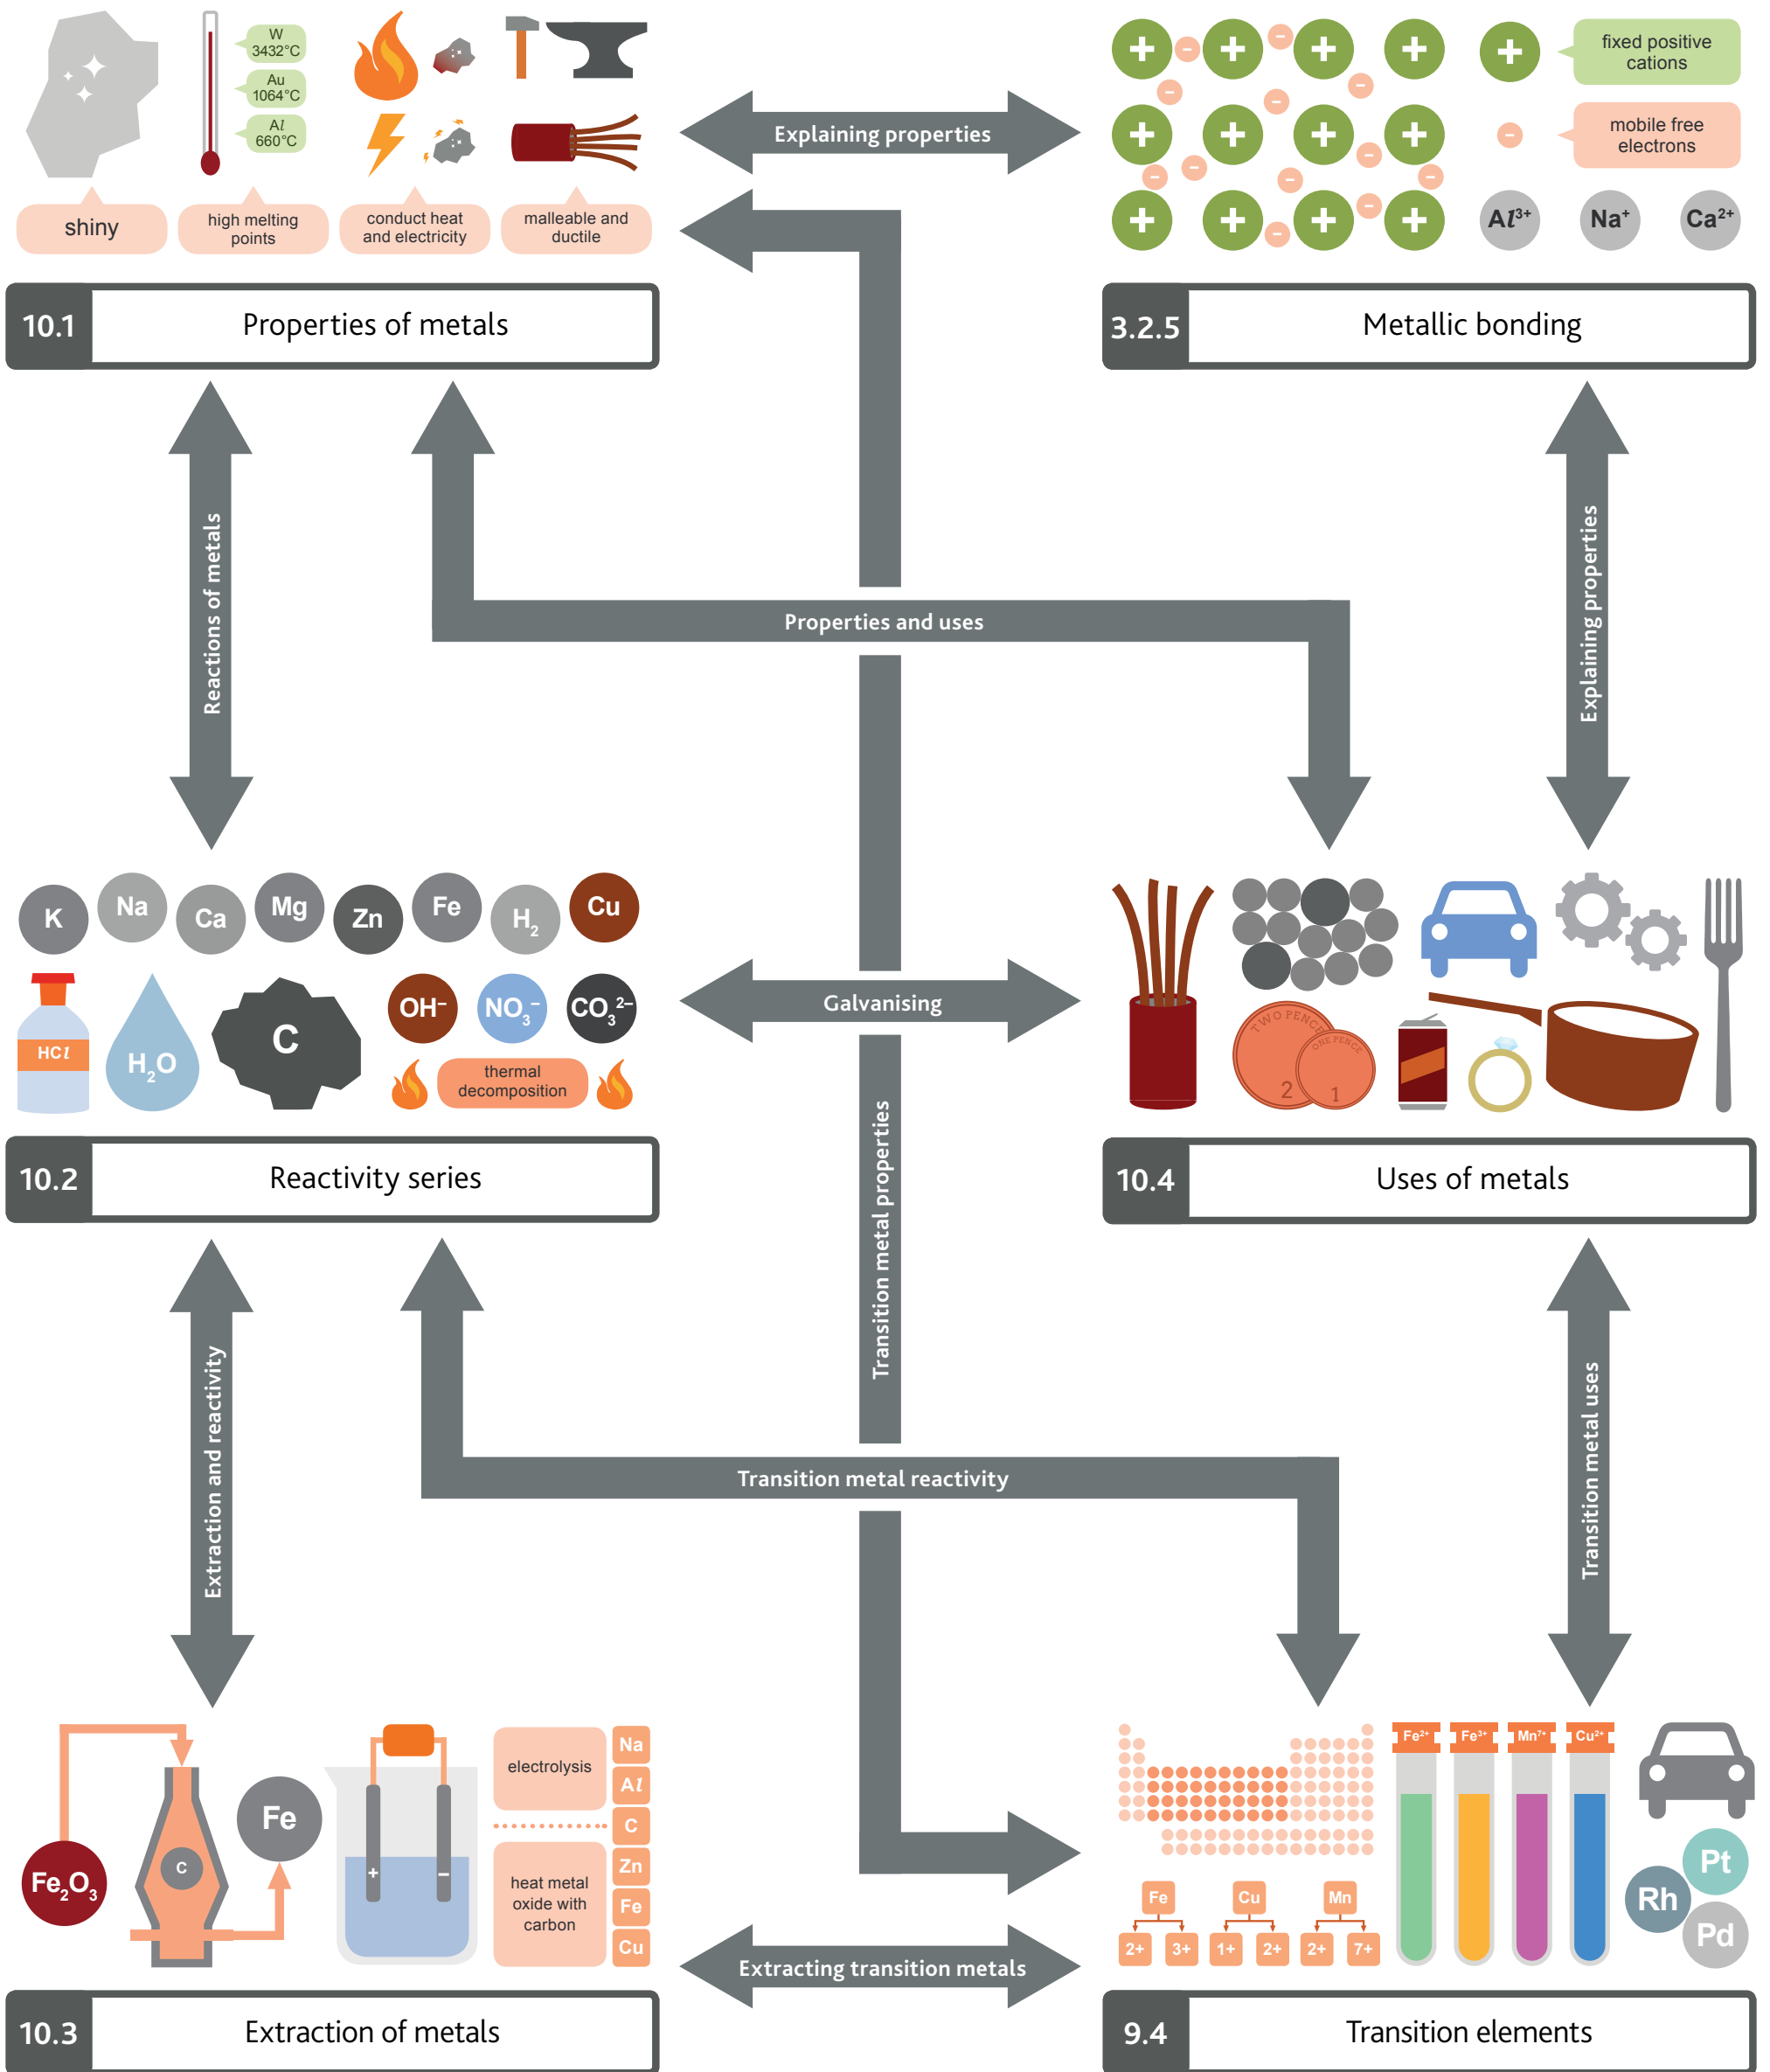 W
3432°C
Au
1064°C
Al
660°C
shiny
high melting
points
conduct heat
and electricity
malleable and
ductile
10.1
Properties of metals
Explaining properties
+ − + − + +
fixed positive
cations
+
− − −
+ + + +
−
mobile free
electrons
− − − − −
+ + + +
− −
Al³⁺
Na⁺
Ca²⁺
3.2.5
Metallic bonding
Reactions of metals
Properties and uses
Explaining properties
K
Na
Ca
Mg
Zn
Fe
H₂
Cu
HCl
H₂O
C
OH⁻
NO₃⁻
CO₃²⁻
thermal
decomposition
10.2
Reactivity series
Galvanising
TWO PENCE
2
ONE PENCE
1
10.4
Uses of metals
Transition metal properties
Extraction and reactivity
Transition metal reactivity
Transition metal uses
Fe₂O₃
C
Fe
+
−
electrolysis
heat metal
oxide with
carbon
Na
Al
C
Zn
Fe
Cu
10.3
Extraction of metals
Extracting transition metals
Fe
2+
3+
Cu
1+
2+
Mn
2+
7+
Fe²⁺
Fe³⁺
Mn⁷⁺
Cu²⁺
Pt
Rh
Pd
9.4
Transition elements